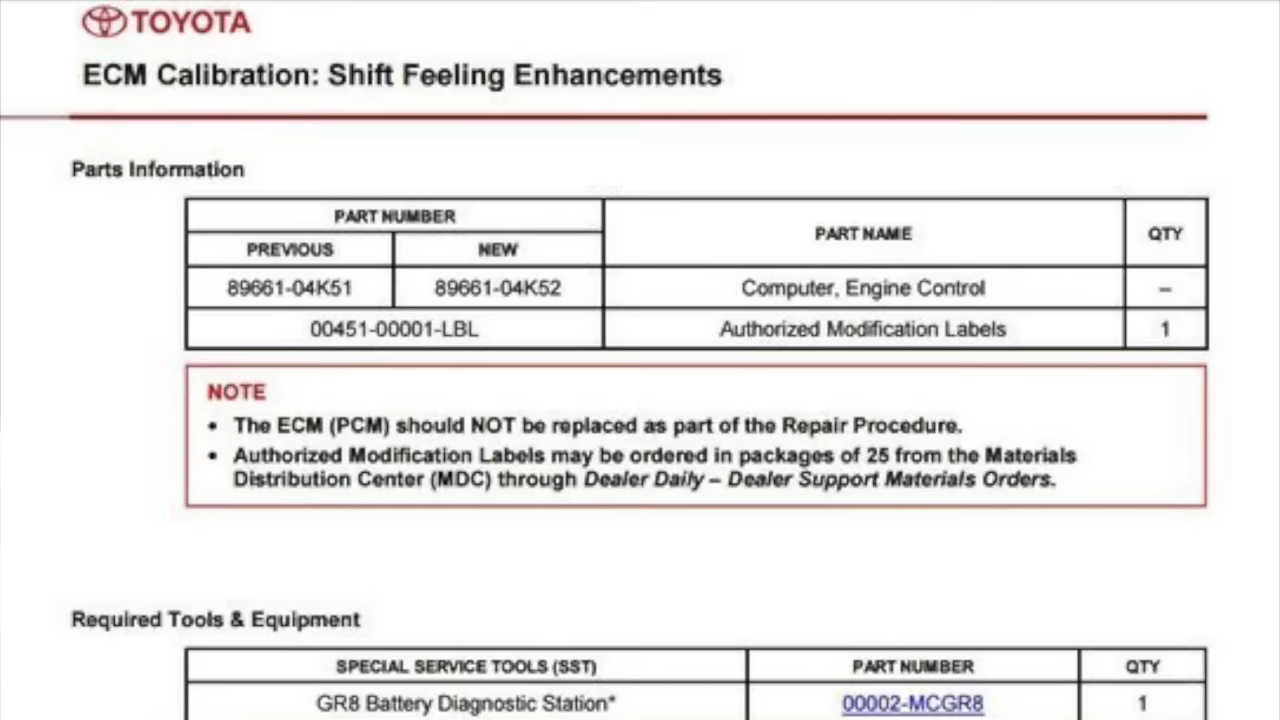 TOYOTA
ECM Calibration: Shift Feeling Enhancements
Parts Information
PART NUMBER
PART NAME
QTY
PREVIOUS
NEW
89661-04K51
89661-04K52
Computer, Engine Control
–
00451-00001-LBL
Authorized Modification Labels
1
NOTE
• The ECM (PCM) should NOT be replaced as part of the Repair Procedure.
• Authorized Modification Labels may be ordered in packages of 25 from the Materials
Distribution Center (MDC) through Dealer Daily – Dealer Support Materials Orders.
Required Tools & Equipment
SPECIAL SERVICE TOOLS (SST)
PART NUMBER
QTY
GR8 Battery Diagnostic Station*
00002-MCGR8
1